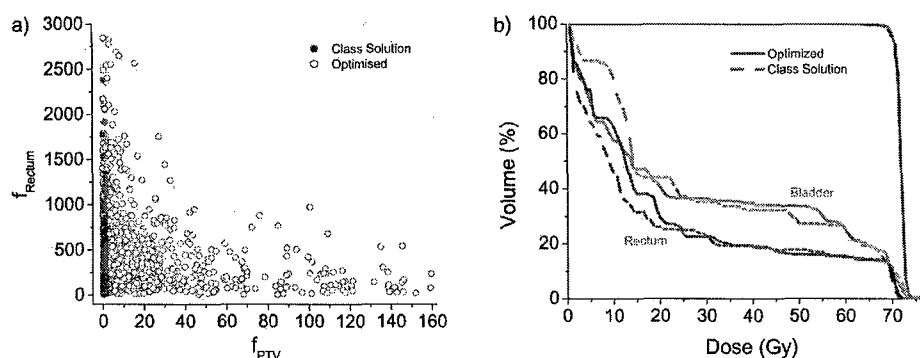 a)
3000
2500
2000
1500
1000
500
0
fRectum
Class Solution
Optimised
0 20 40 60 80 100 120 140 160
fPTV
b)
100
80
60
40
20
0
Volume (%)
Optimized
Class Solution
Bladder
Rectum
0 10 20 30 40 50 60 70
Dose (Gy)